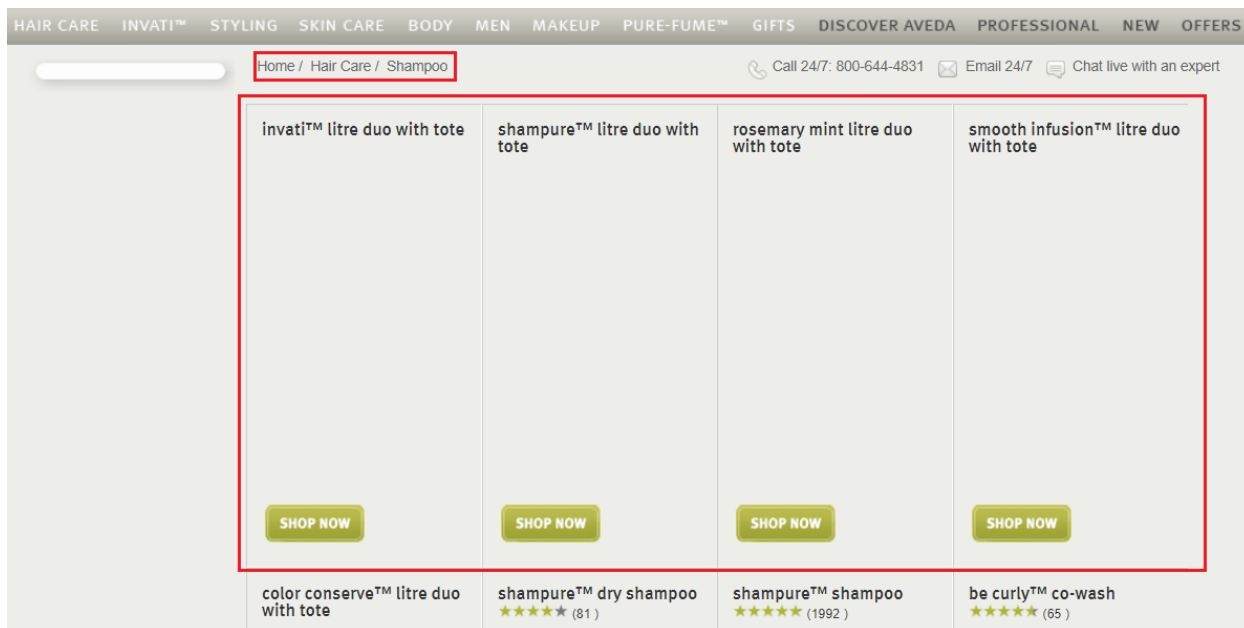 HAIR CARE INVATI™ STYLING SKIN CARE BODY MEN MAKEUP PURE-FUME™ GIFTS DISCOVER AVEDA PROFESSIONAL NEW OFFERS
Home / Hair Care / Shampoo
Call 24/7: 800-644-4831 Email 24/7 Chat live with an expert
invati™ litre duo with tote
shampure™ litre duo with
tote
rosemary mint litre duo
with tote
smooth infusion™ litre duo
with tote
SHOP NOW
SHOP NOW
SHOP NOW
SHOP NOW
color conserve™ litre duo
with tote
shampure™ dry shampoo
(81 )
shampure™ shampoo
(1992 )
be curly™ co-wash
(65 )